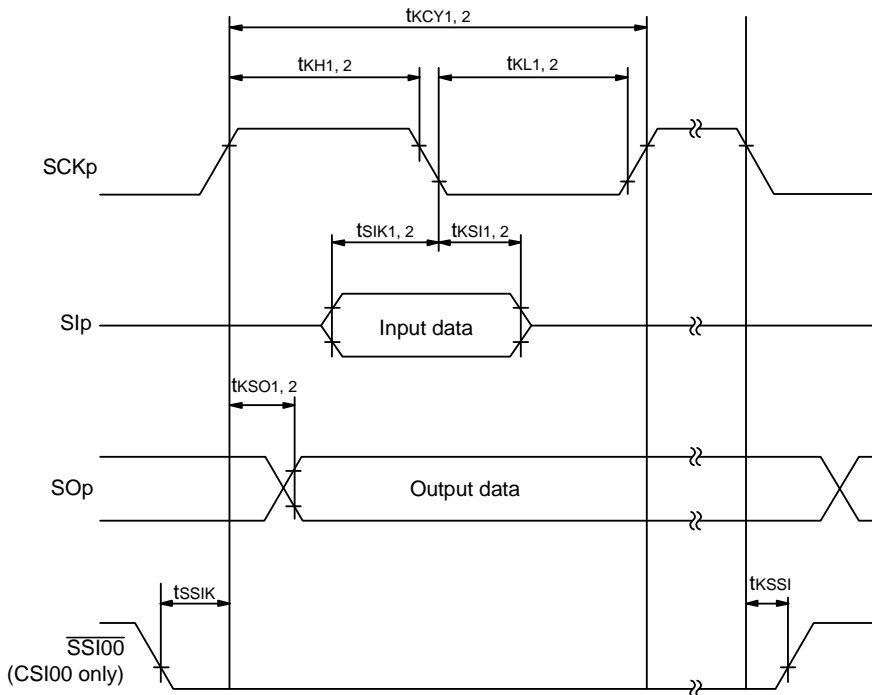 tKCY1, 2
tKH1, 2
tKL1, 2
SCKp
tSIK1, 2
tKSI1, 2
SIp
Input data
tKSO1, 2
SOp
Output data
tSSIK
tKSSI
SSI00
(CSI00 only)